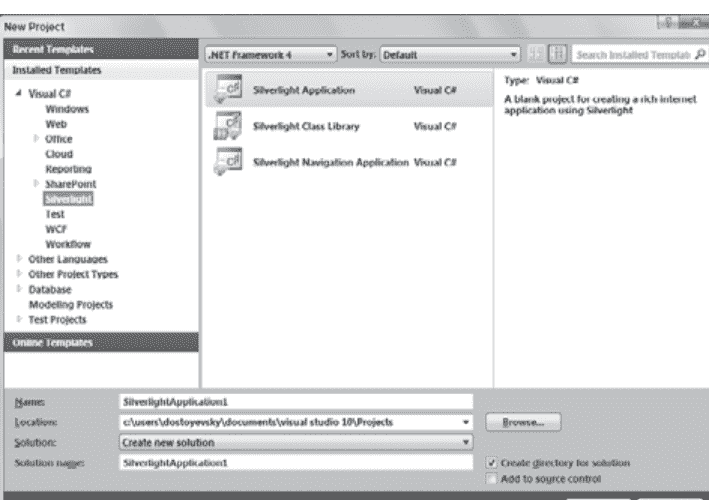 New Project
Recent Templates
.NET Framework 4
Sort by: Default
Search Installed Templat
Installed Templates
Visual C#
Windows
Web
Office
Cloud
Reporting
SharePoint
Silverlight
Test
WCF
Workflow
Other Languages
Other Project Types
Database
Modeling Projects
Test Projects
Online Templates
Silverlight Application Visual C#
Silverlight Class Library Visual C#
Silverlight Navigation Application Visual C#
Type: Visual C#
A blank project for creating a rich internet
application using Silverlight
Name: SilverlightApplication1
Location: c:\users\dostoyevsky\documents\visual studio 10\Projects
Browse...
Solution: Create new solution
Solution name: SilverlightApplication1
Create directory for solution
Add to source control